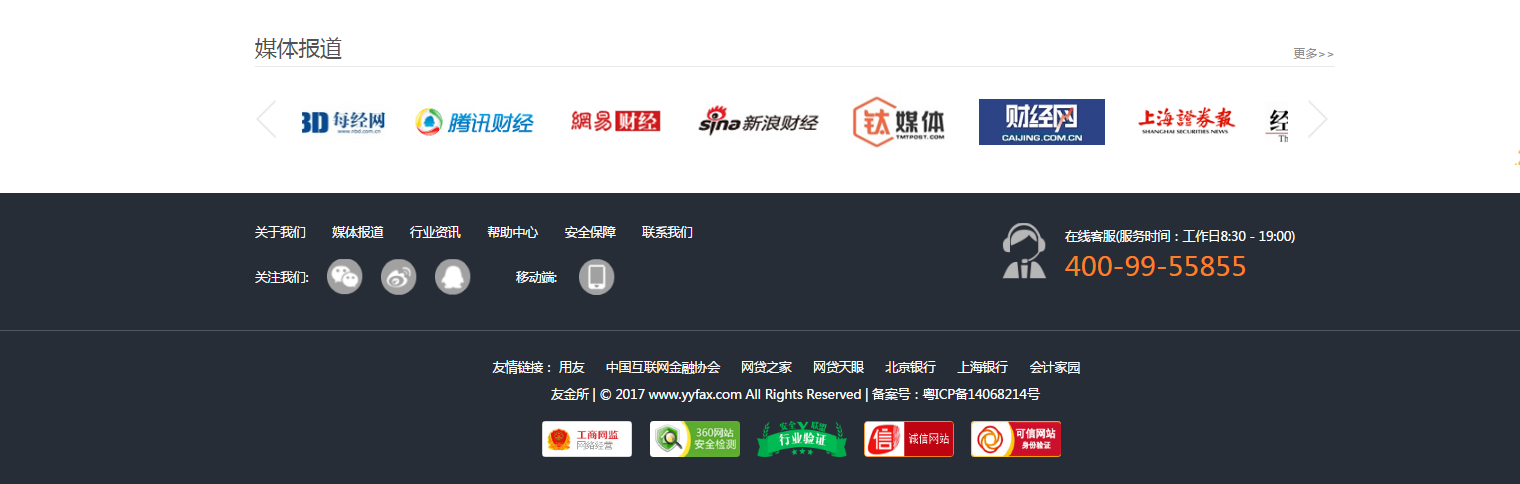 媒体报道
更多>>
每经网
www.nbd.com.cn
腾讯财经
網易财经
sina新浪财经
钛媒体
TMTPOST.COM
财经网
CAIJING.COM.CN
上海證券報
SHANGHAI SECURITIES NEWS
经
Th
关于我们 媒体报道 行业资讯 帮助中心 安全保障 联系我们
在线客服(服务时间：工作日8:30 - 19:00)
400-99-55855
关注我们: 移动端:
友情链接： 用友 中国互联网金融协会 网贷之家 网贷天眼 北京银行 上海银行 会计家园
友金所 | © 2017 www.yyfax.com All Rights Reserved | 备案号：粤ICP备14068214号
工商网监
网络经营
360网站
安全检测
安全联盟
行业验证
信
诚信网站
可信网站
身份验证